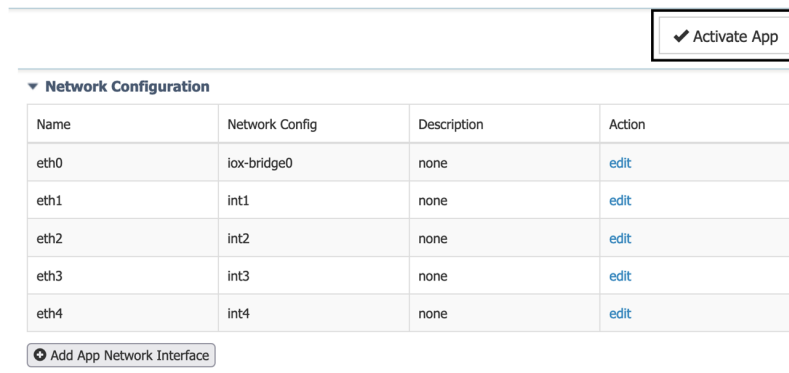 ✔ Activate App
▼ Network Configuration
Name Network Config Description Action
eth0 iox-bridge0 none edit
eth1 int1 none edit
eth2 int2 none edit
eth3 int3 none edit
eth4 int4 none edit
Add App Network Interface